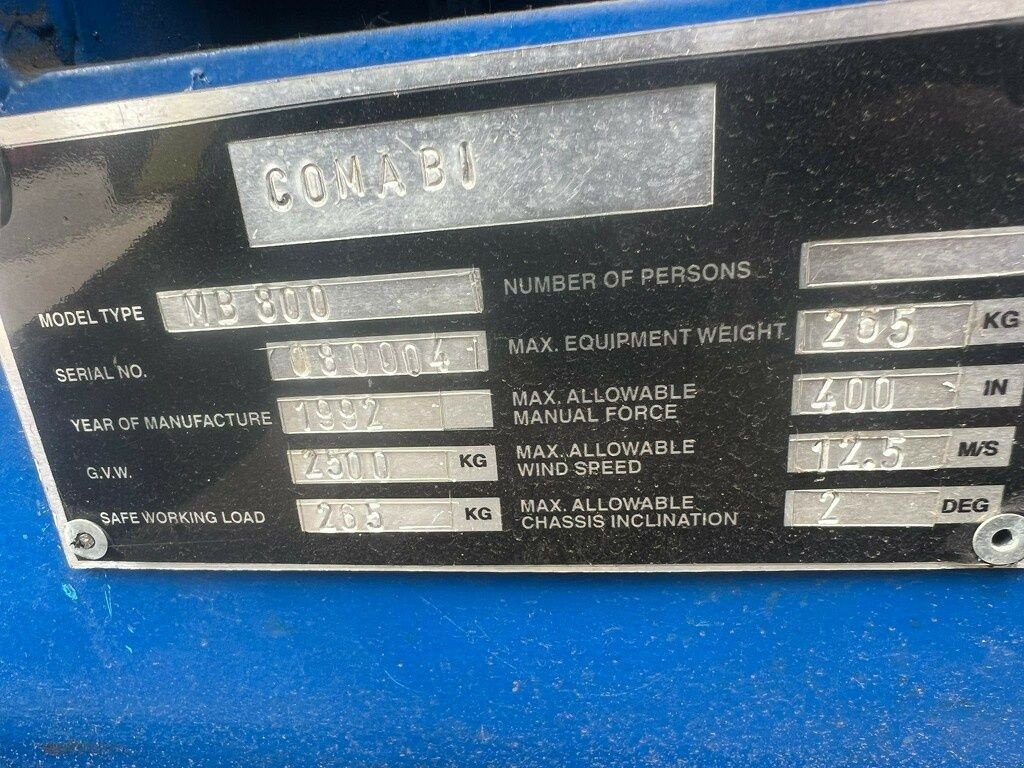 COMABI
MODEL TYPE MB 800
SERIAL NO. 080004
YEAR OF MANUFACTURE 1992
G.V.W. 2500 KG
SAFE WORKING LOAD 265 KG
NUMBER OF PERSONS
MAX. EQUIPMENT WEIGHT 265 KG
MAX. ALLOWABLE
MANUAL FORCE 400 IN
MAX. ALLOWABLE
WIND SPEED 12.5 M/S
MAX. ALLOWABLE
CHASSIS INCLINATION 2 DEG